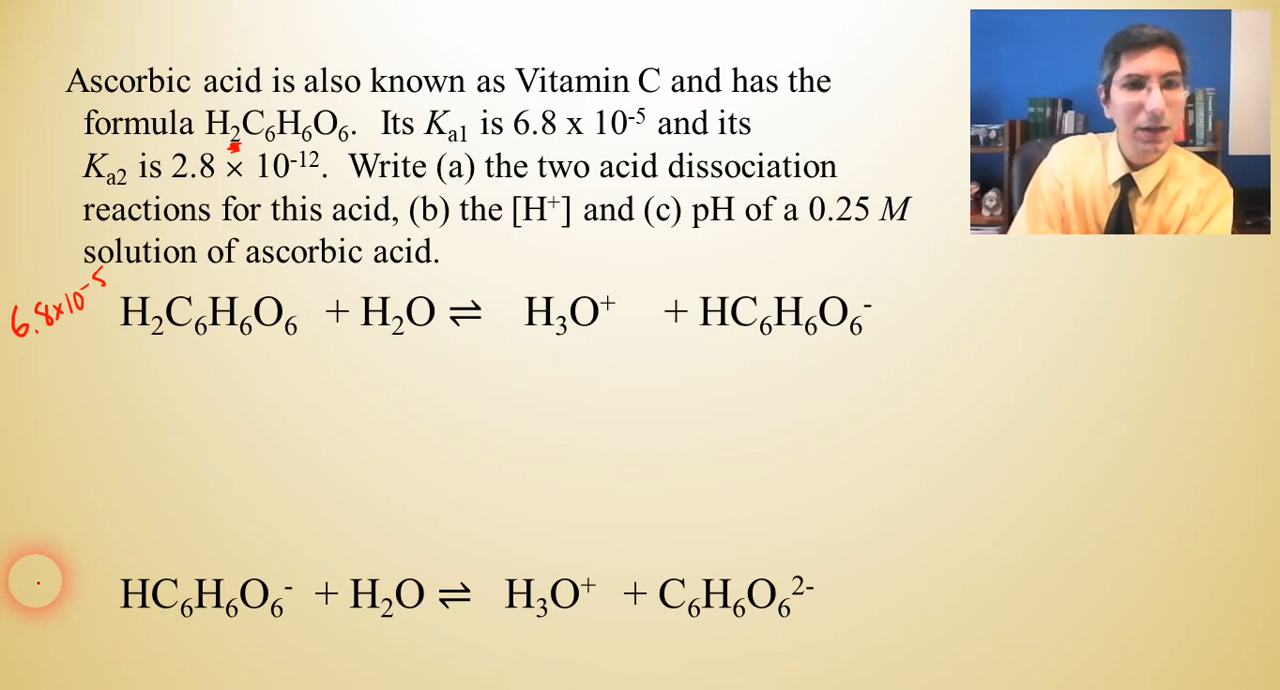 Ascorbic acid is also known as Vitamin C and has the
formula H₂C₆H₆O₆. Its Kₐ₁ is 6.8 x 10⁻⁵ and its
Kₐ₂ is 2.8 × 10⁻¹². Write (a) the two acid dissociation
reactions for this acid, (b) the [H⁺] and (c) pH of a 0.25 M
solution of ascorbic acid.
6.8×10⁻⁵
H₂C₆H₆O₆ + H₂O ⇌ H₃O⁺ + HC₆H₆O₆⁻
HC₆H₆O₆⁻ + H₂O ⇌ H₃O⁺ + C₆H₆O₆²⁻